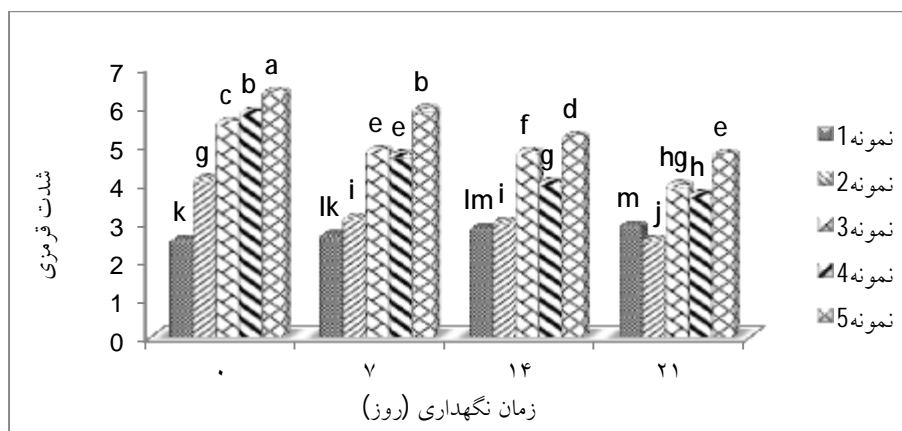 7
6
5
4
3
2
1
0
شدت قرمزی
k g c b a
lk i e e b
lm i f g d
m j hg h e
۰ ۷ ۱۴ ۲۱
زمان نگهداری (روز)
نمونه1
نمونه2
نمونه3
نمونه4
نمونه5